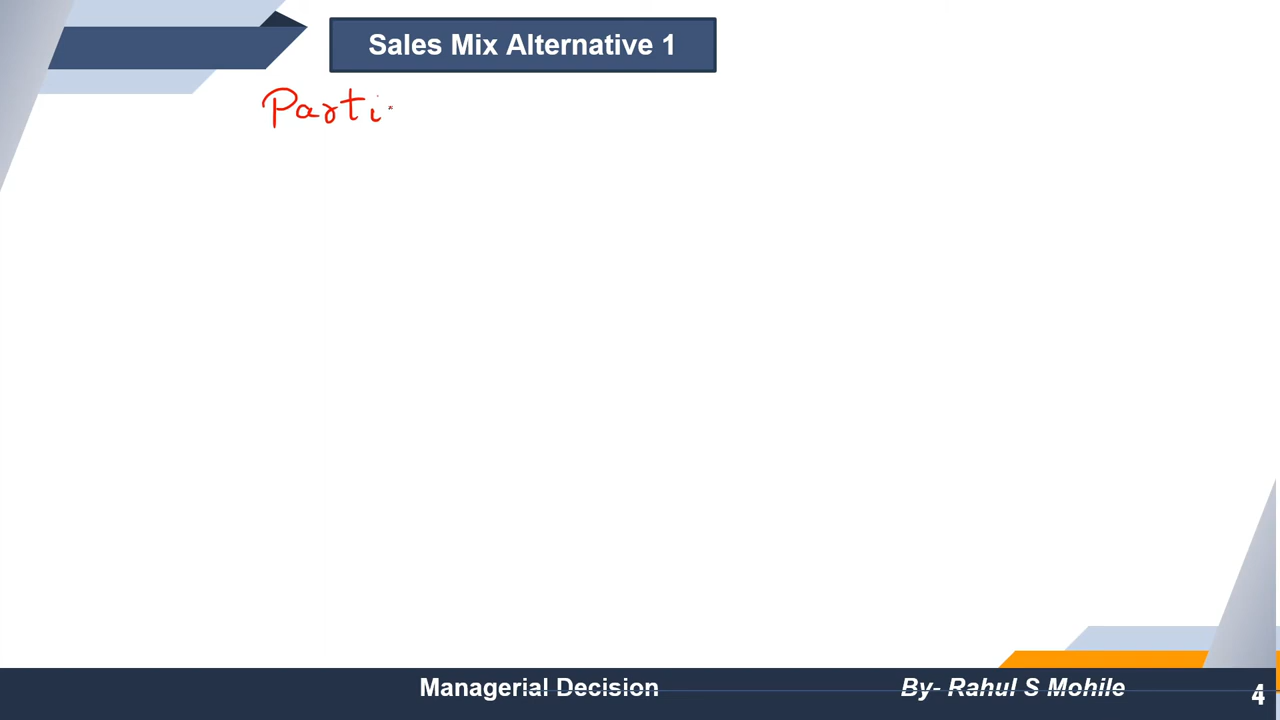 Sales Mix Alternative 1
Parti
Managerial Decision
By- Rahul S Mohile
4